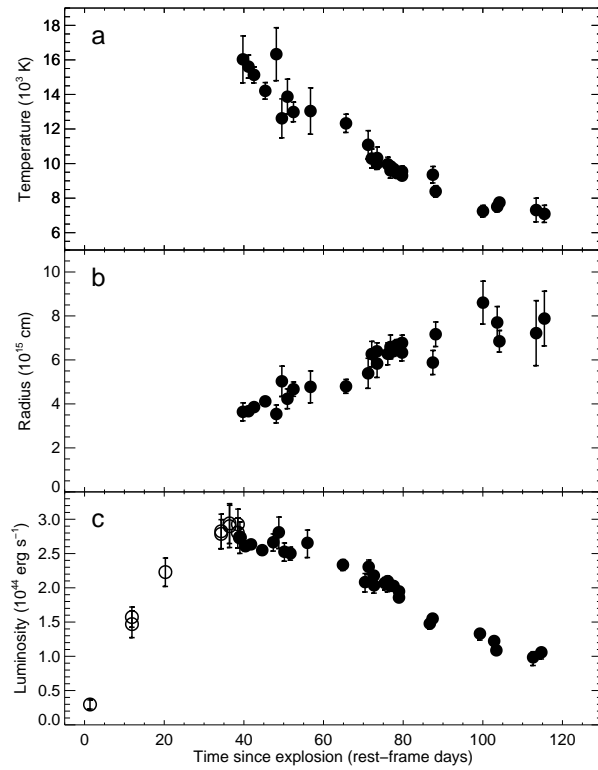 a
18
16
14
12
10
8
6
Temperature (10³ K)
b
10
8
6
4
2
0
Radius (10¹⁵ cm)
c
3.0
2.5
2.0
1.5
1.0
0.5
0.0
Luminosity (10⁴⁴ erg s⁻¹)
0 20 40 60 80 100 120
Time since explosion (rest−frame days)